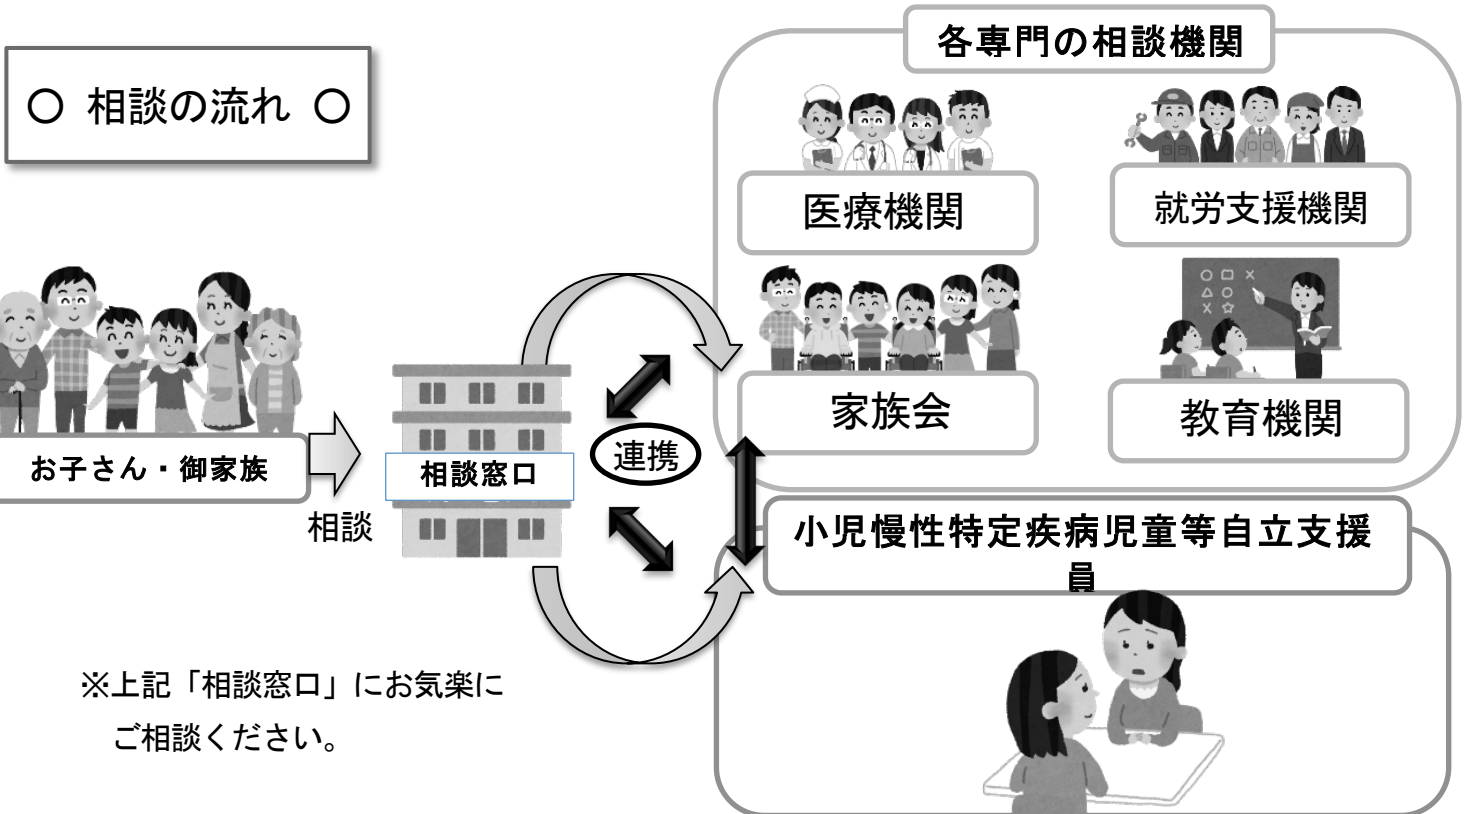 ○ 相談の流れ ○
各専門の相談機関
医療機関
就労支援機関
家族会
教育機関
お子さん・御家族
相談
相談窓口
連携
小児慢性特定疾病児童等自立支援
員
※上記「相談窓口」にお気楽に
ご相談ください。